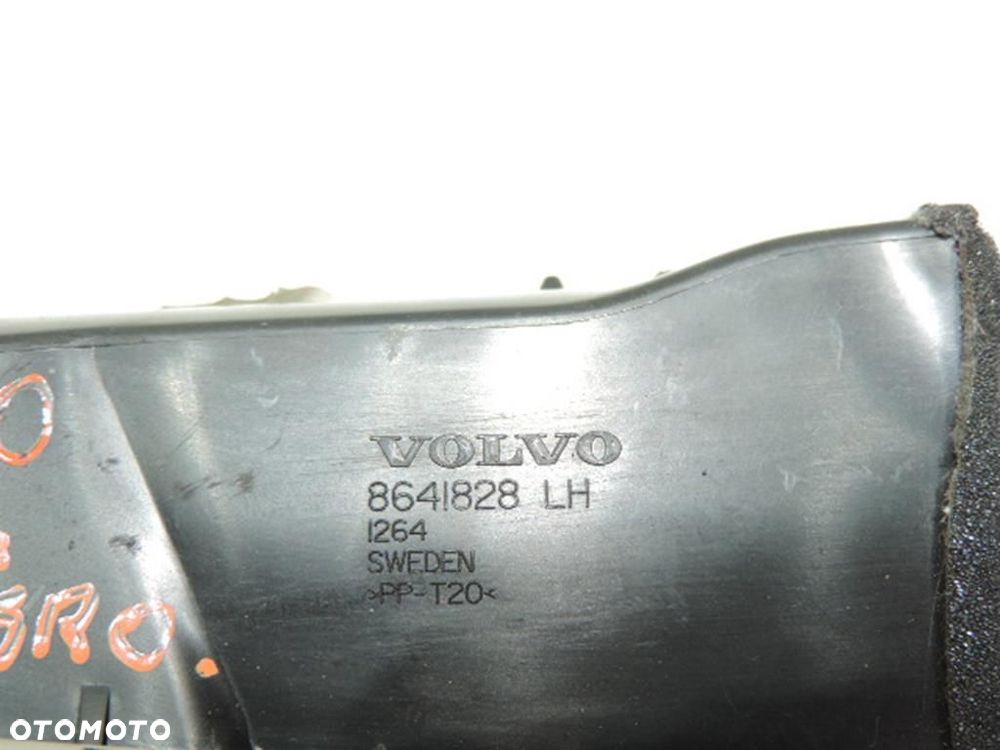 VOLVO
8641828 LH
1264
SWEDEN
>PP-T20<
OTOMOTO